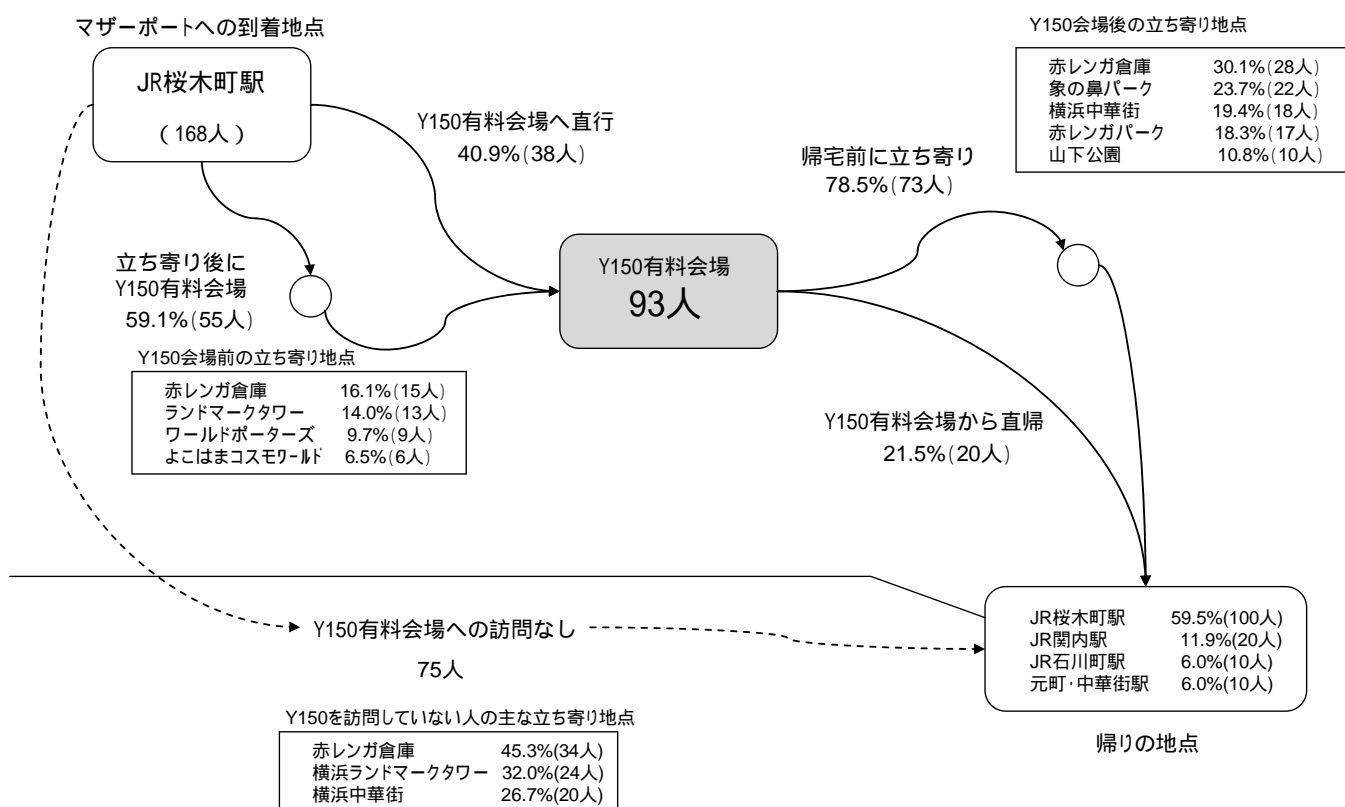 マザーポートへの到着地点
JR桜木町駅
(168人)
Y150有料会場へ直行
40.9%(38人)
立ち寄り後に
Y150有料会場
59.1%(55人)
Y150会場前の立ち寄り地点
赤レンガ倉庫 16.1%(15人)
ランドマークタワー 14.0%(13人)
ワールドポーターズ 9.7%(9人)
よこはまコスモワールド 6.5%(6人)
Y150有料会場
93人
帰宅前に立ち寄り
78.5%(73人)
Y150会場後の立ち寄り地点
赤レンガ倉庫 30.1%(28人)
象の鼻パーク 23.7%(22人)
横浜中華街 19.4%(18人)
赤レンガパーク 18.3%(17人)
山下公園 10.8%(10人)
Y150有料会場から直帰
21.5%(20人)
Y150有料会場への訪問なし
75人
Y150を訪問していない人の主な立ち寄り地点
赤レンガ倉庫 45.3%(34人)
横浜ランドマークタワー 32.0%(24人)
横浜中華街 26.7%(20人)
JR桜木町駅 59.5%(100人)
JR関内駅 11.9%(20人)
JR石川町駅 6.0%(10人)
元町・中華街駅 6.0%(10人)
帰りの地点